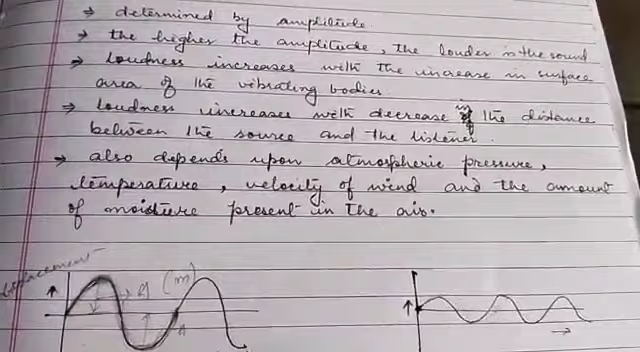 → determined by amplitude.
→ the higher the amplitude, the louder is the sound
→ loudness increases with the increase in surface
area of the vibrating bodies.
→ loudness increases with decrease in the distance
between the source and the listener.
→ also depends upon atmospheric pressure,
temperature, velocity of wind and the amount
of moisture present in the air.
displacement
(m)
A